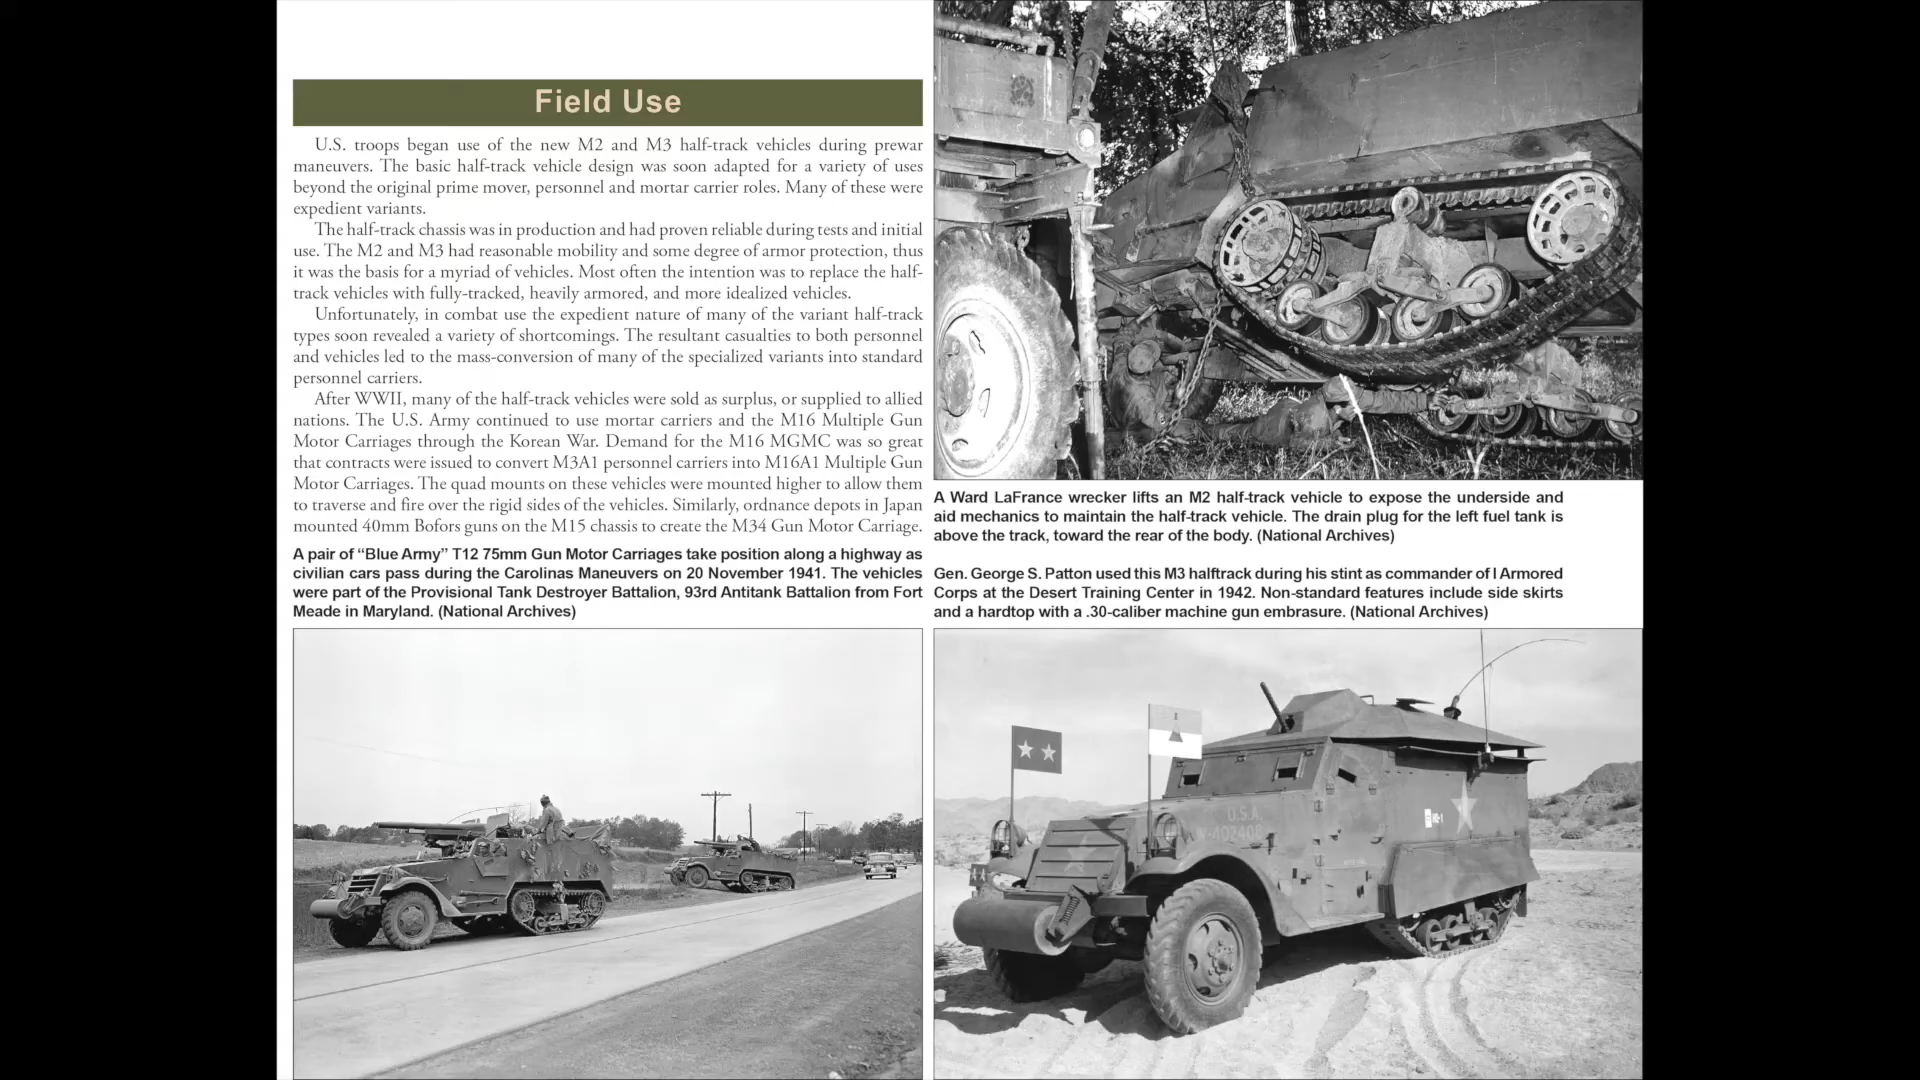 Field Use
U.S. troops began use of the new M2 and M3 half-track vehicles during prewar
maneuvers. The basic half-track vehicle design was soon adapted for a variety of uses
beyond the original prime mover, personnel and mortar carrier roles. Many of these were
expedient variants.
The half-track chassis was in production and had proven reliable during tests and initial
use. The M2 and M3 had reasonable mobility and some degree of armor protection, thus
it was the basis for a myriad of vehicles. Most often the intention was to replace the half-
track vehicles with fully-tracked, heavily armored, and more idealized vehicles.
Unfortunately, in combat use the expedient nature of many of the variant half-track
types soon revealed a variety of shortcomings. The resultant casualties to both personnel
and vehicles led to the mass-conversion of many of the specialized variants into standard
personnel carriers.
After WWII, many of the half-track vehicles were sold as surplus, or supplied to allied
nations. The U.S. Army continued to use mortar carriers and the M16 Multiple Gun
Motor Carriages through the Korean War. Demand for the M16 MGMC was so great
that contracts were issued to convert M3A1 personnel carriers into M16A1 Multiple Gun
Motor Carriages. The quad mounts on these vehicles were mounted higher to allow them
to traverse and fire over the rigid sides of the vehicles. Similarly, ordnance depots in Japan
mounted 40mm Bofors guns on the M15 chassis to create the M34 Gun Motor Carriage.
A pair of “Blue Army” T12 75mm Gun Motor Carriages take position along a highway as
civilian cars pass during the Carolinas Maneuvers on 20 November 1941. The vehicles
were part of the Provisional Tank Destroyer Battalion, 93rd Antitank Battalion from Fort
Meade in Maryland. (National Archives)
A Ward LaFrance wrecker lifts an M2 half-track vehicle to expose the underside and
aid mechanics to maintain the half-track vehicle. The drain plug for the left fuel tank is
above the track, toward the rear of the body. (National Archives)
Gen. George S. Patton used this M3 halftrack during his stint as commander of I Armored
Corps at the Desert Training Center in 1942. Non-standard features include side skirts
and a hardtop with a .30-caliber machine gun embrasure. (National Archives)
U.S.A.